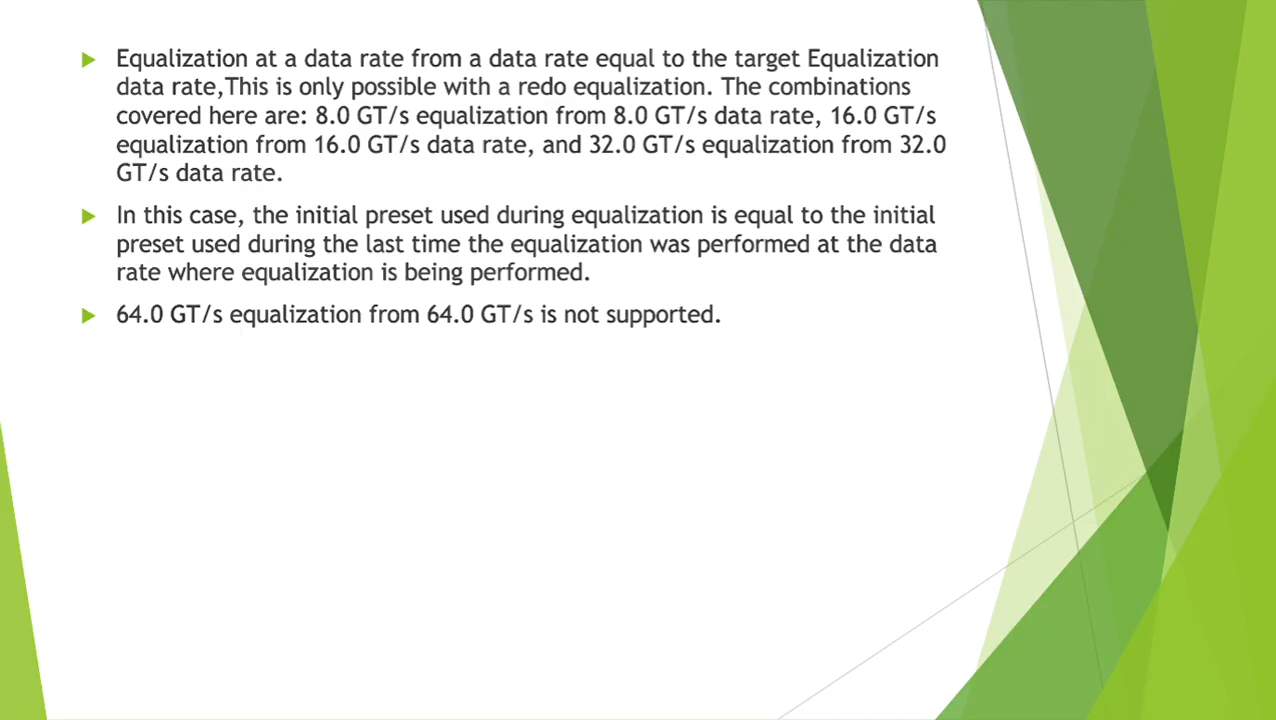 Equalization at a data rate from a data rate equal to the target Equalization
data rate,This is only possible with a redo equalization. The combinations
covered here are: 8.0 GT/s equalization from 8.0 GT/s data rate, 16.0 GT/s
equalization from 16.0 GT/s data rate, and 32.0 GT/s equalization from 32.0
GT/s data rate.
In this case, the initial preset used during equalization is equal to the initial
preset used during the last time the equalization was performed at the data
rate where equalization is being performed.
64.0 GT/s equalization from 64.0 GT/s is not supported.